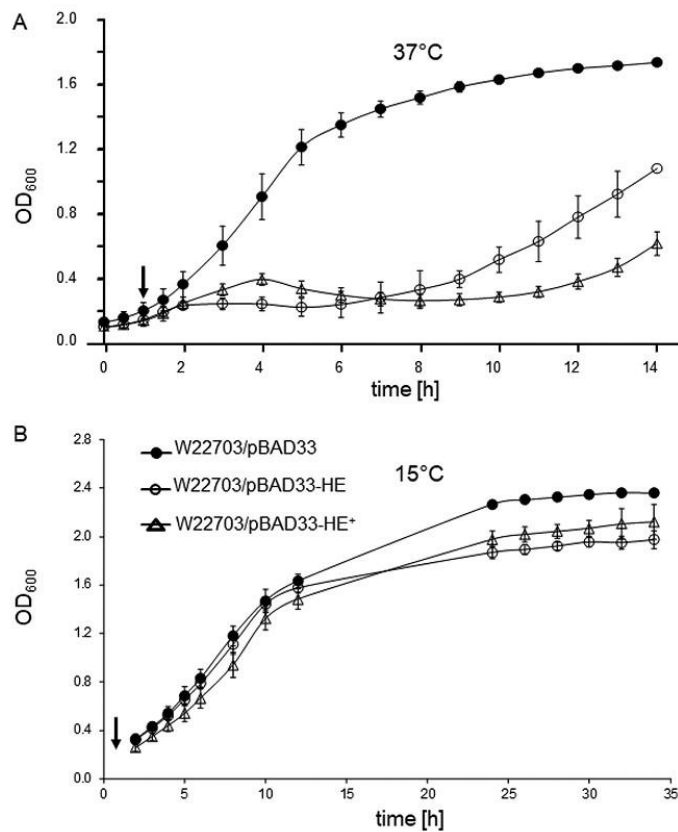 A
37°C
OD600
2.0
1.6
1.2
0.8
0.4
0.0
0 2 4 6 8 10 12 14
time [h]
B
W22703/pBAD33
W22703/pBAD33-HE
W22703/pBAD33-HE+
15°C
OD600
2.8
2.4
2.0
1.6
1.2
0.8
0.4
0.0
0 5 10 15 20 25 30 35
time [h]